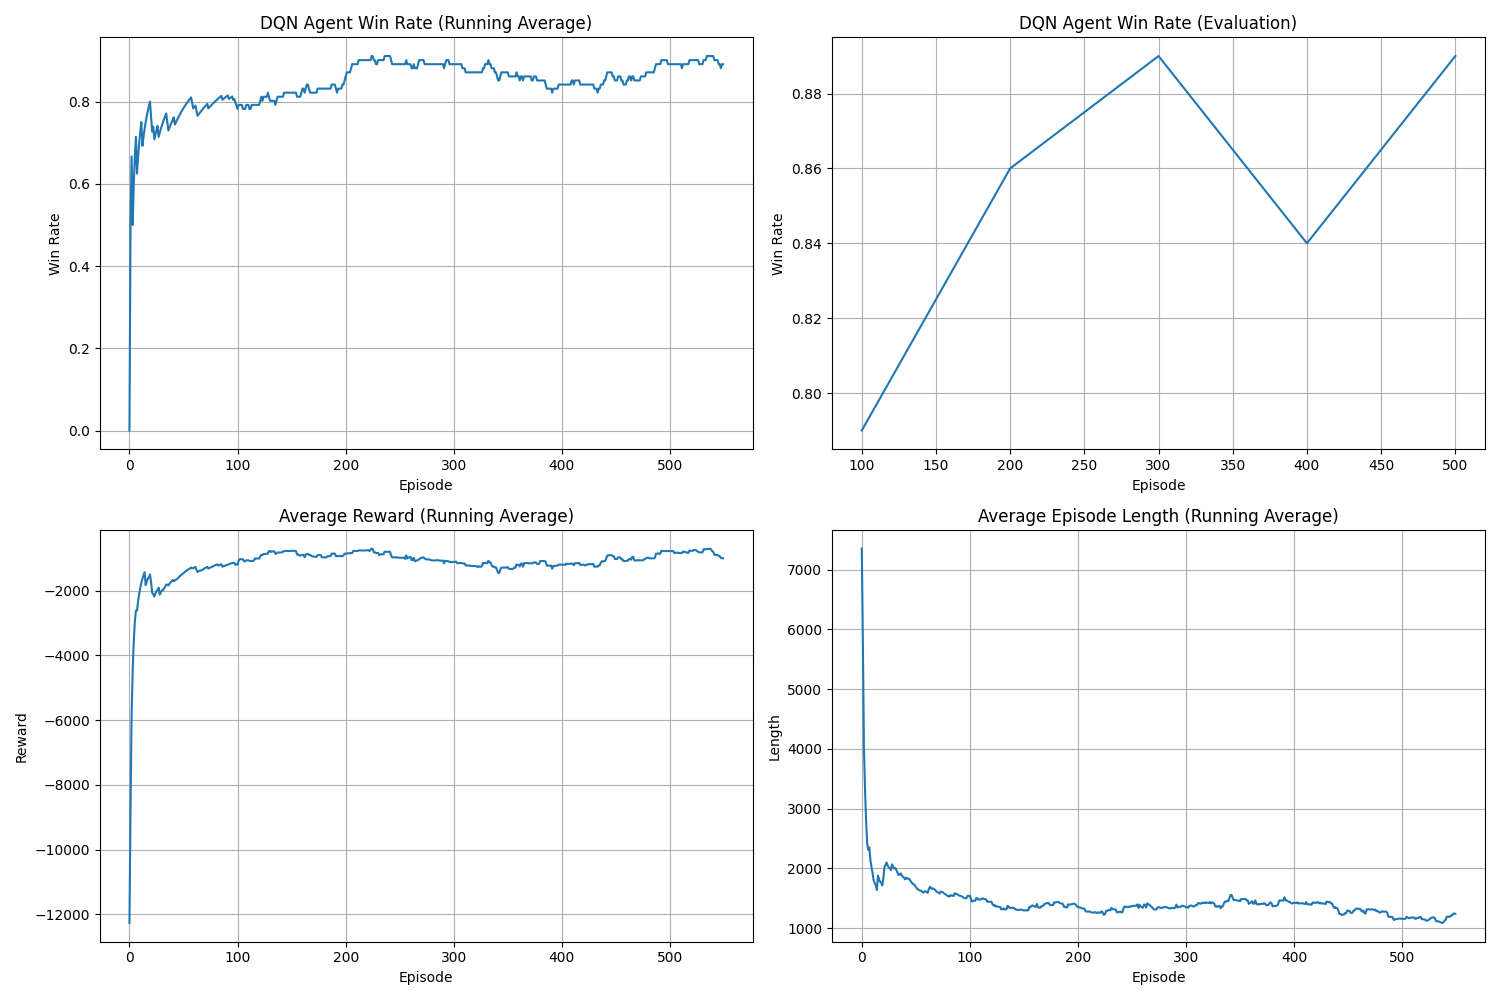 DQN Agent Win Rate (Running Average)
Win Rate
0.8
0.6
0.4
0.2
0.0
0 100 200 300 400 500
Episode
DQN Agent Win Rate (Evaluation)
Win Rate
0.88
0.86
0.84
0.82
0.80
100 150 200 250 300 350 400 450 500
Episode
Average Reward (Running Average)
Reward
−2000
−4000
−6000
−8000
−10000
−12000
0 100 200 300 400 500
Episode
Average Episode Length (Running Average)
Length
7000
6000
5000
4000
3000
2000
1000
0 100 200 300 400 500
Episode